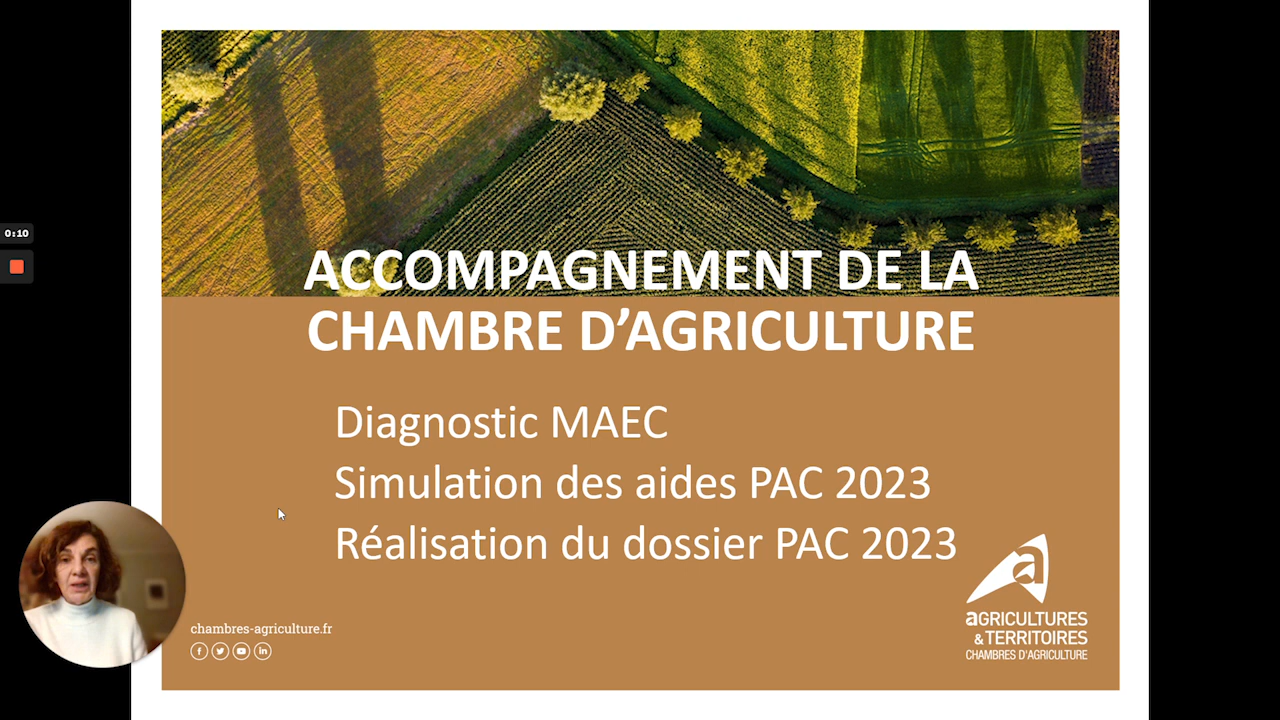 0:10
ACCOMPAGNEMENT DE LA
CHAMBRE D’AGRICULTURE
Diagnostic MAEC
Simulation des aides PAC 2023
Réalisation du dossier PAC 2023
chambres-agriculture.fr
a
aGRICULTURES
& TERRITOIRES
CHAMBRES D'AGRICULTURE